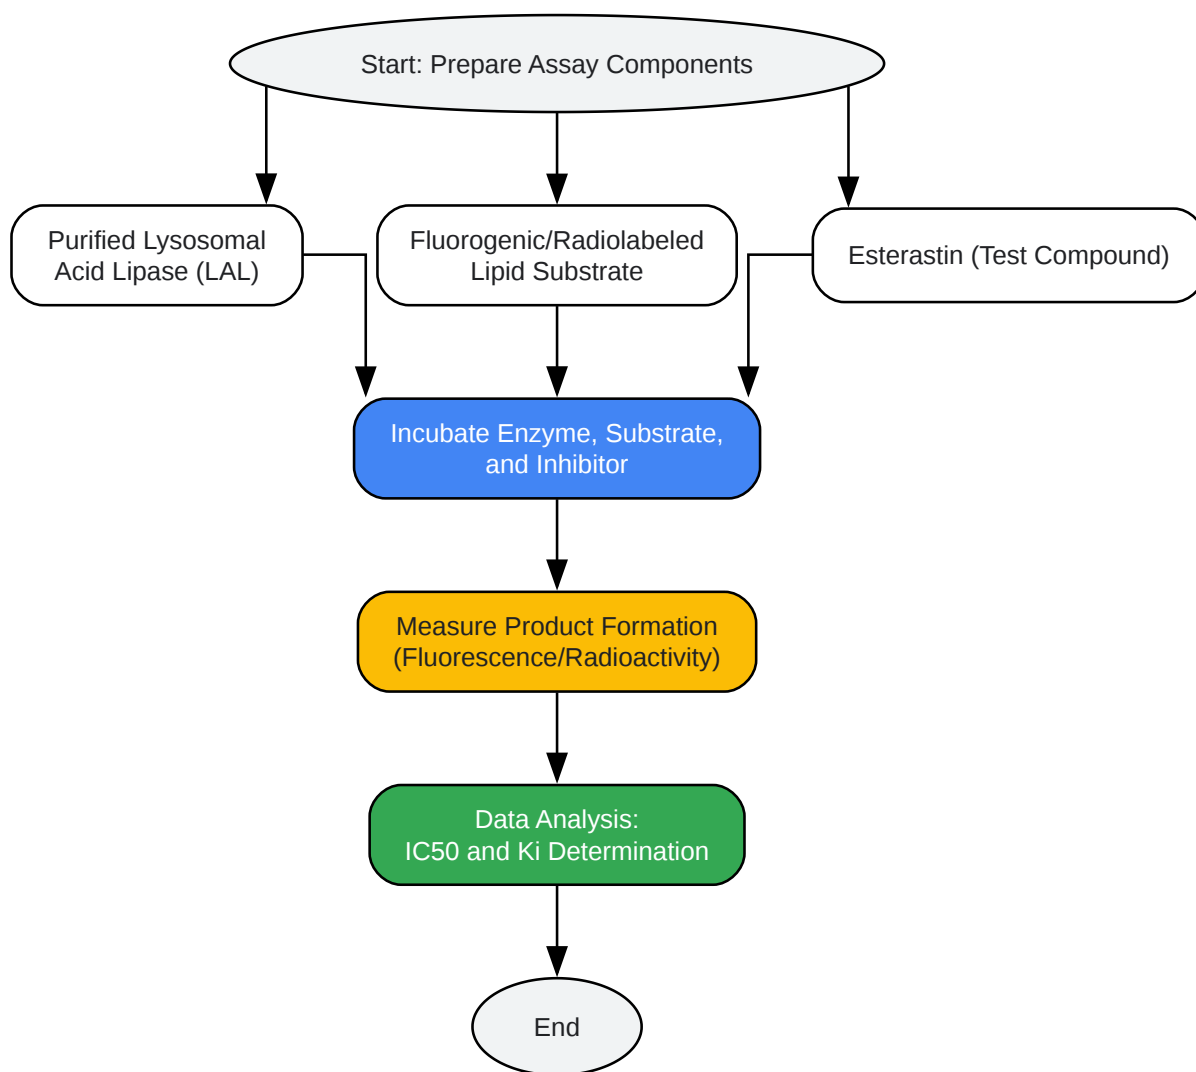 Start: Prepare Assay Components
Purified Lysosomal
Acid Lipase (LAL)
Fluorogenic/Radiolabeled
Lipid Substrate
Esterastin (Test Compound)
Incubate Enzyme, Substrate,
and Inhibitor
Measure Product Formation
(Fluorescence/Radioactivity)
Data Analysis:
IC50 and Ki Determination
End